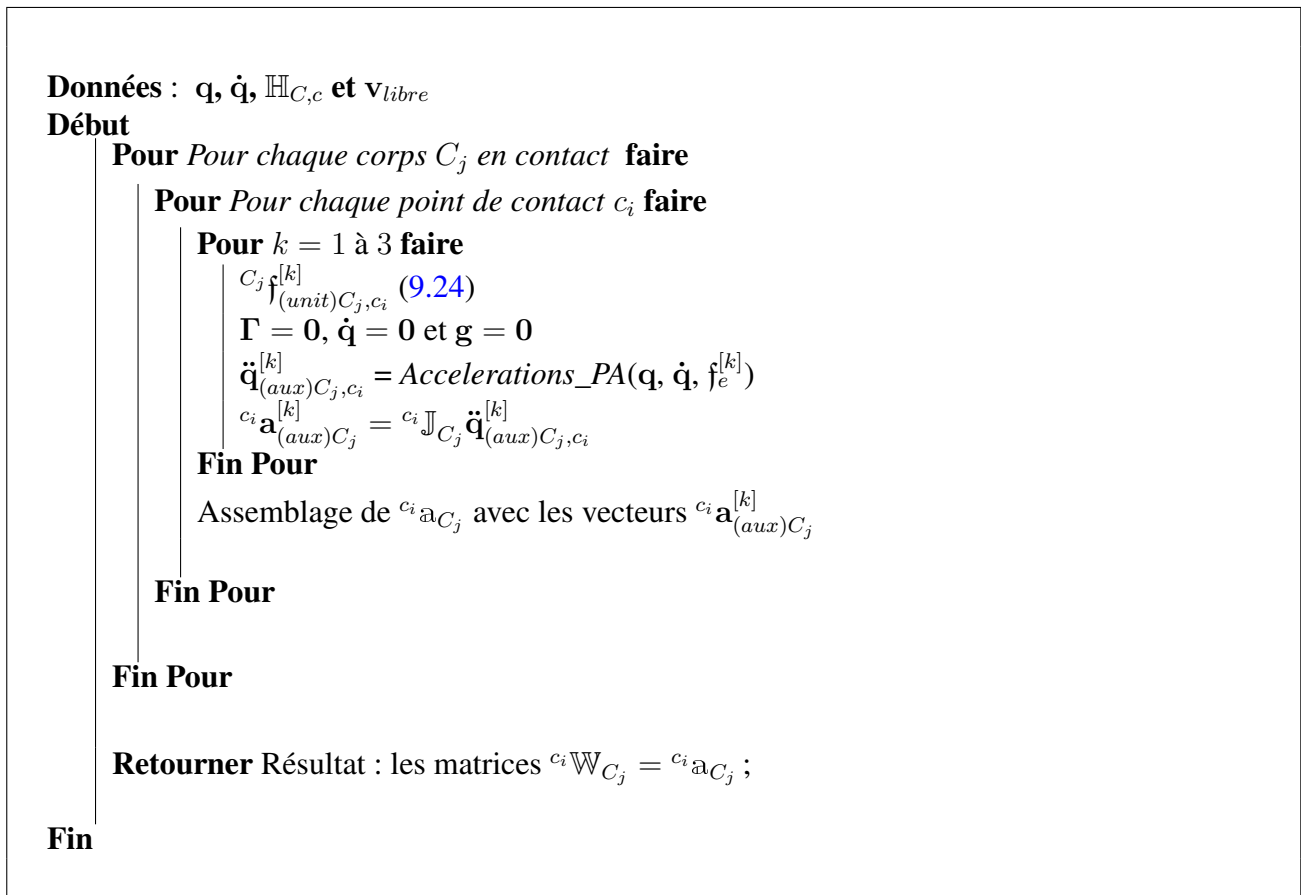 Données : q, q̇, ℍ_{C,c} et v_{libre}
Début
Pour Pour chaque corps C_j en contact faire
Pour Pour chaque point de contact c_i faire
Pour k = 1 à 3 faire
^{C_j}𝔣^{[k]}_{(unit)C_j,c_i} (9.24)
Γ = 0, q̇ = 0 et g = 0
q̈^{[k]}_{(aux)C_j,c_i} = Accelerations_PA(q, q̇, 𝔣_e^{[k]})
^{c_i}a^{[k]}_{(aux)C_j} = ^{c_i}𝕁_{C_j} q̈^{[k]}_{(aux)C_j,c_i}
Fin Pour
Assemblage de ^{c_i}𝕒_{C_j} avec les vecteurs ^{c_i}a^{[k]}_{(aux)C_j}
Fin Pour
Fin Pour
Retourner Résultat : les matrices ^{c_i}𝕎_{C_j} = ^{c_i}𝕒_{C_j} ;
Fin